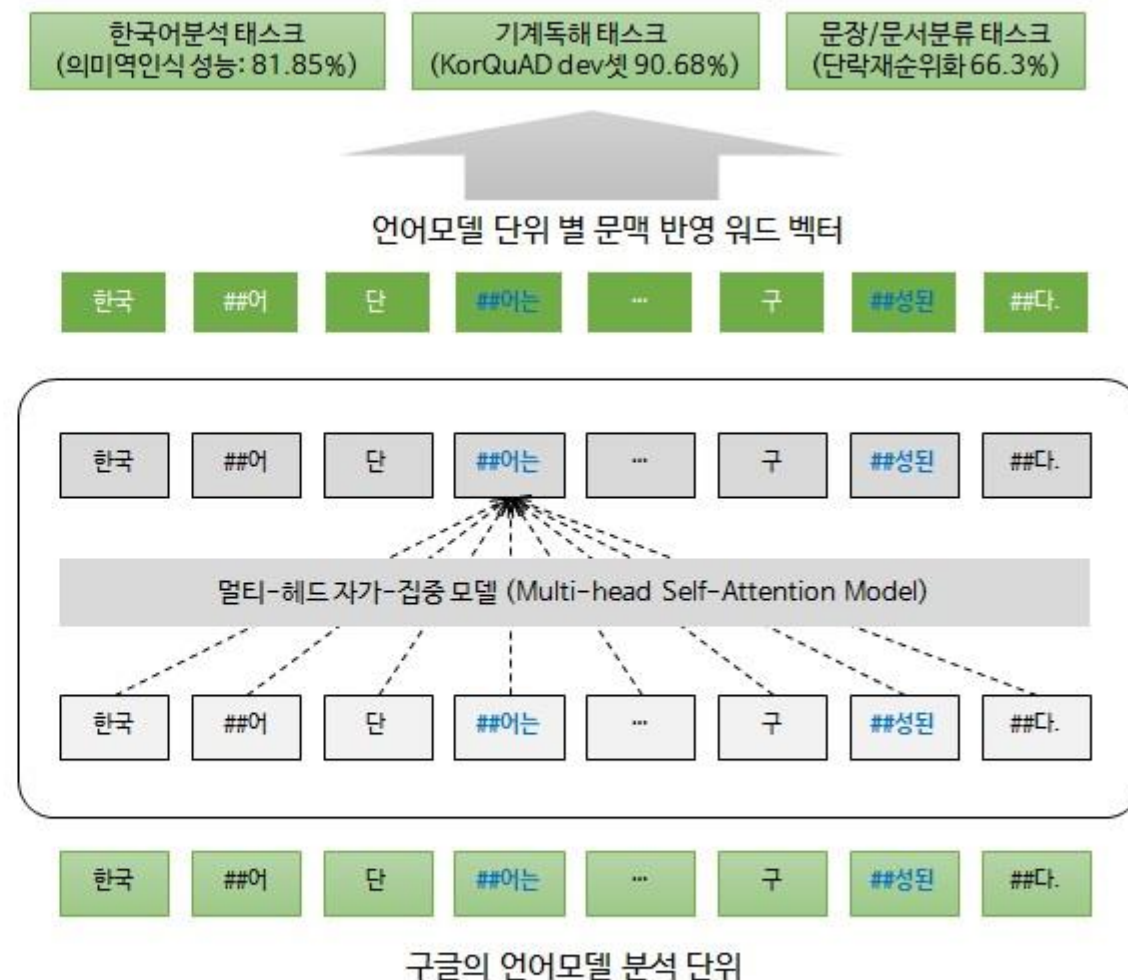 한국어분석 태스크
(의미역인식 성능: 81.85%)
기계독해 태스크
(KorQuAD dev셋 90.68%)
문장/문서분류 태스크
(단락재순위화 66.3%)
언어모델 단위 별 문맥 반영 워드 벡터
한국 ##어 단 ##어는 ... 구 ##성된 ##다.
한국 ##어 단 ##어는 ... 구 ##성된 ##다.
멀티-헤드 자가-집중 모델 (Multi-head Self-Attention Model)
한국 ##어 단 ##어는 ... 구 ##성된 ##다.
한국 ##어 단 ##어는 ... 구 ##성된 ##다.
구글의 언어모델 분석 단위